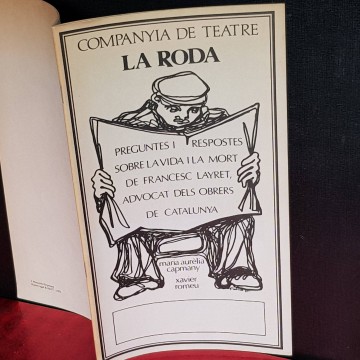 COMPANYIA DE TEATRE
LA RODA
PREGUNTES I RESPOSTES
SOBRE LA VIDA I LA MORT
DE FRANCESC LAYRET,
ADVOCAT DELS OBRERS
DE CATALUNYA
maria aurèlia
capmany
xavier
romeu